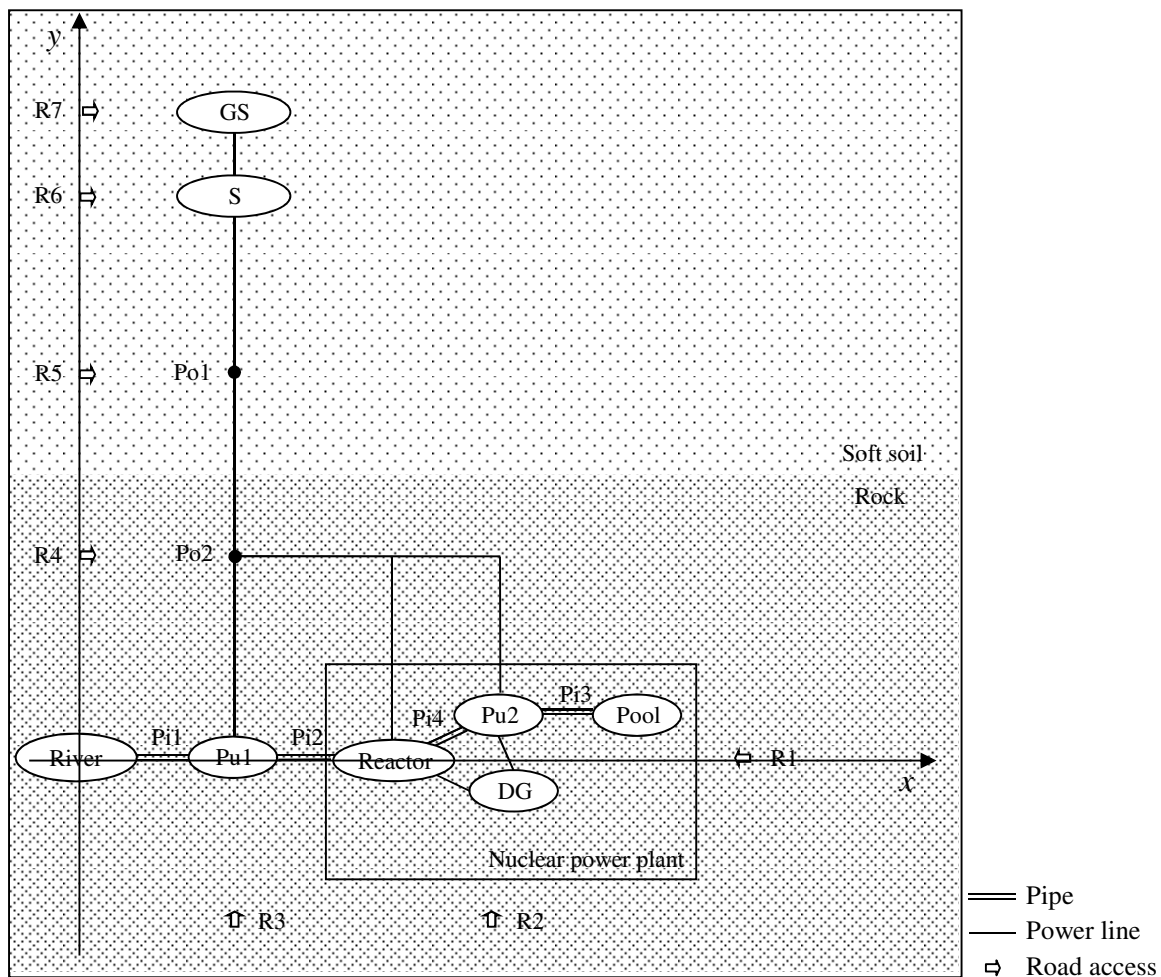 y
R7
GS
R6
S
R5
Po1
Soft soil
Rock
R4
Po2
Pi3
Pi4
Pu2
Pool
Pi1
Pi2
River
Pu1
Reactor
R1
x
DG
Nuclear power plant
Pipe
R3
R2
Power line
Road access